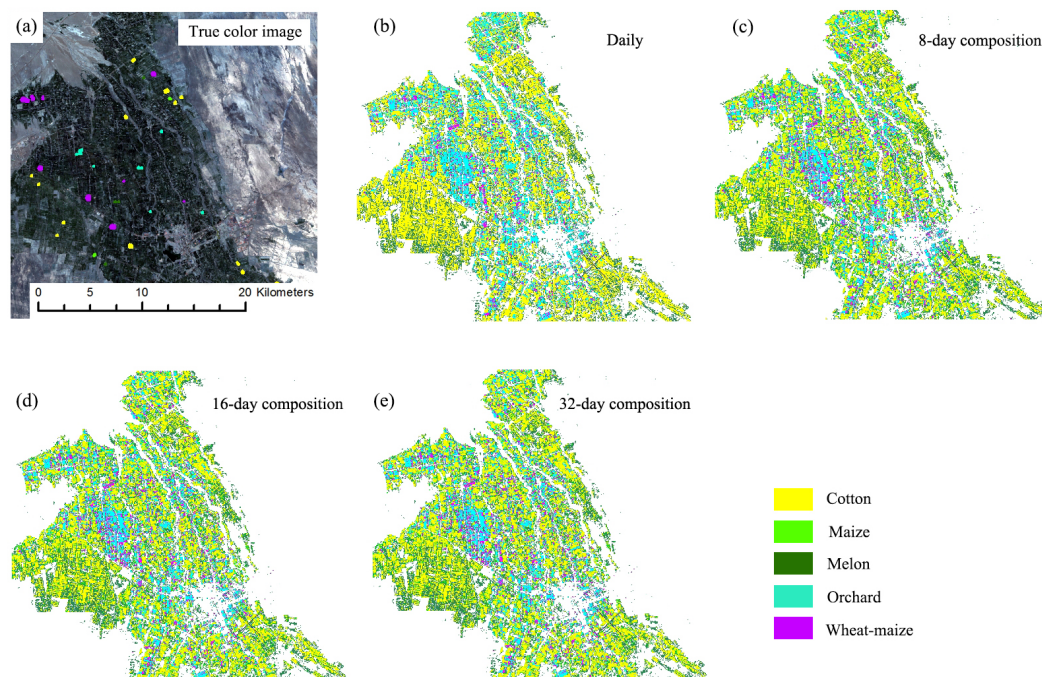 (a)
True color image
(b)
Daily
(c)
8-day composition
0 5 10 20 Kilometers
(d)
16-day composition
(e)
32-day composition
Cotton
Maize
Melon
Orchard
Wheat-maize